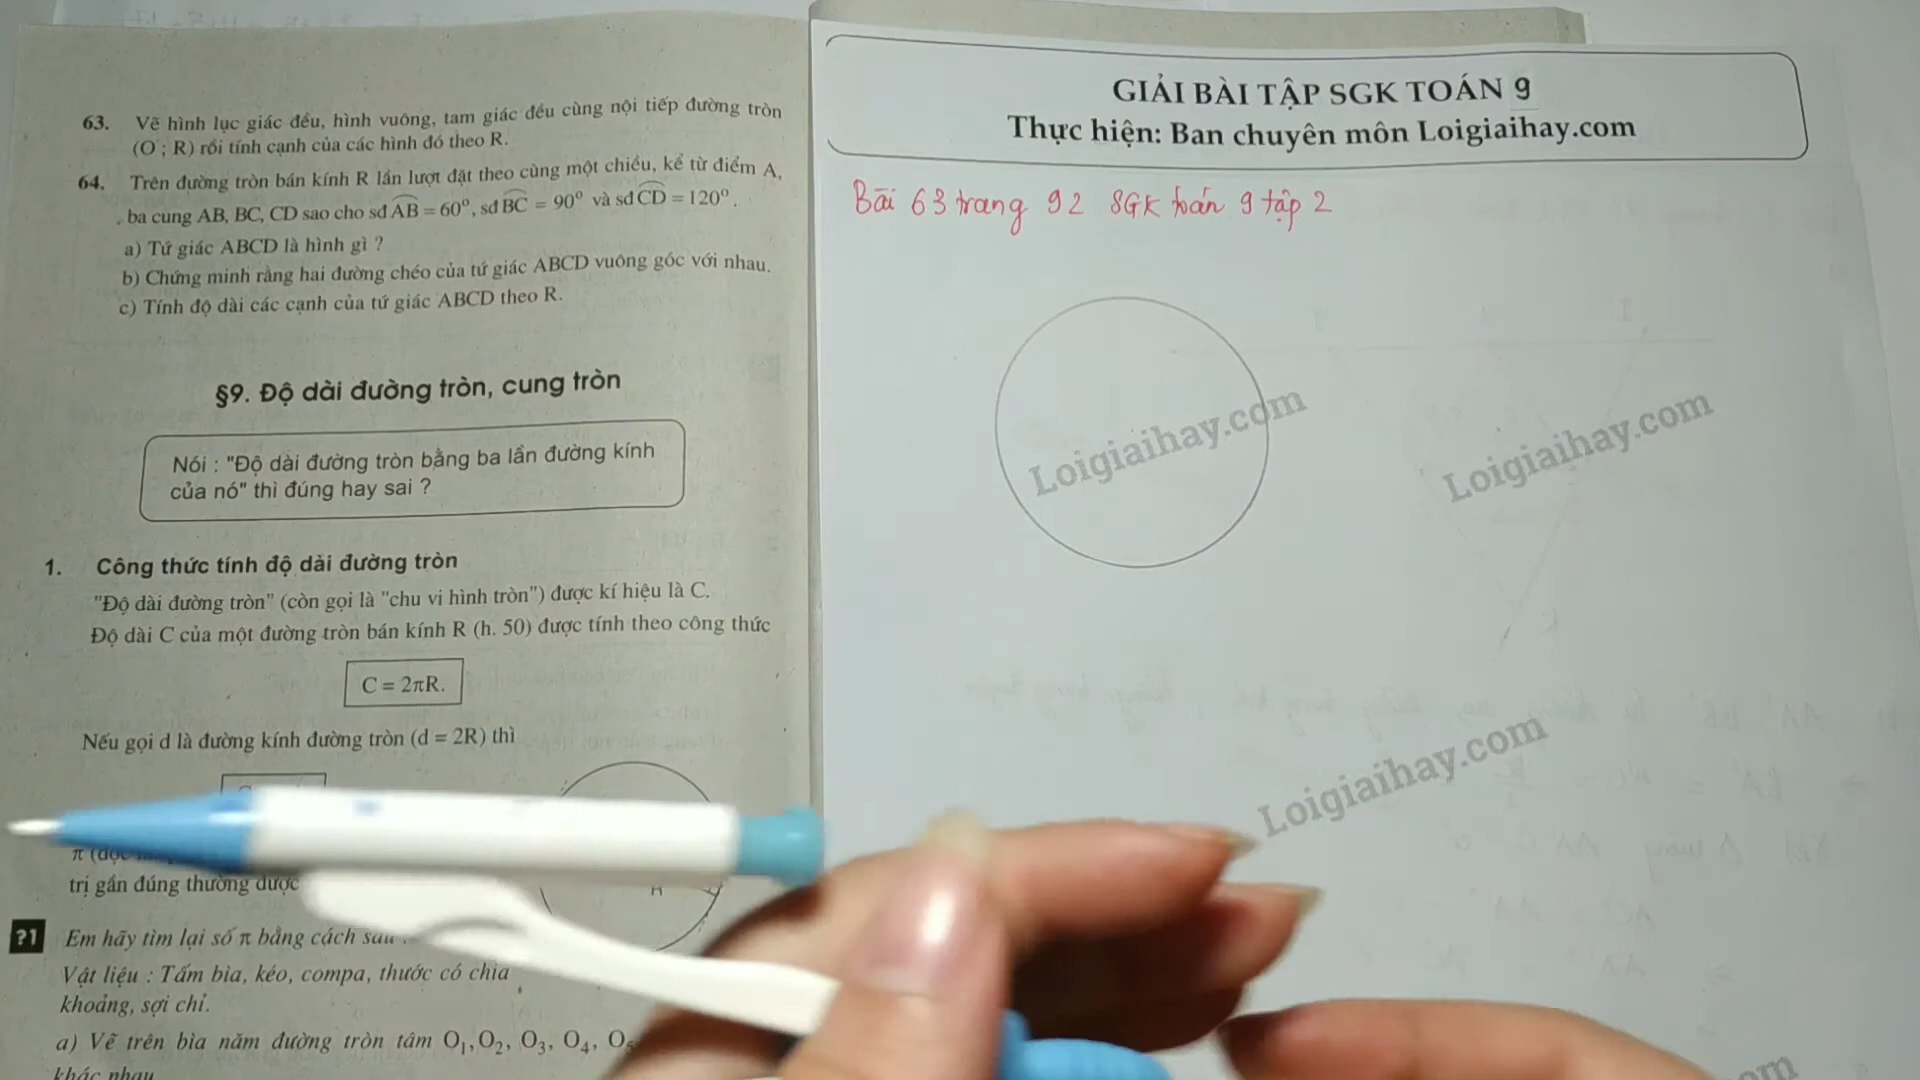 63. Vẽ hình lục giác đều, hình vuông, tam giác đều cùng nội tiếp đường tròn
(O ; R) rồi tính cạnh của các hình đó theo R.
64. Trên đường tròn bán kính R lần lượt đặt theo cùng một chiều, kể từ điểm A,
ba cung AB, BC, CD sao cho sđ AB = 60°, sđ BC = 90° và sđ CD = 120°.
a) Tứ giác ABCD là hình gì ?
b) Chứng minh rằng hai đường chéo của tứ giác ABCD vuông góc với nhau.
c) Tính độ dài các cạnh của tứ giác ABCD theo R.
§9. Độ dài đường tròn, cung tròn
Nói : "Độ dài đường tròn bằng ba lần đường kính
của nó" thì đúng hay sai ?
1. Công thức tính độ dài đường tròn
"Độ dài đường tròn" (còn gọi là "chu vi hình tròn") được kí hiệu là C.
Độ dài C của một đường tròn bán kính R (h. 50) được tính theo công thức
C = 2πR.
Nếu gọi d là đường kính đường tròn (d = 2R) thì
π (đọc
trị gần đúng thường được
?1 Em hãy tìm lại số π bằng cách sau :
Vật liệu : Tấm bìa, kéo, compa, thước có chia
khoảng, sợi chỉ.
a) Vẽ trên bìa năm đường tròn tâm O₁, O₂, O₃, O₄, O₅
khác nhau
GIẢI BÀI TẬP SGK TOÁN 9
Thực hiện: Ban chuyên môn Loigiaihay.com
Bài 63 trang 92 SGK toán 9 tập 2
Loigiaihay.com
Loigiaihay.com
Loigiaihay.com